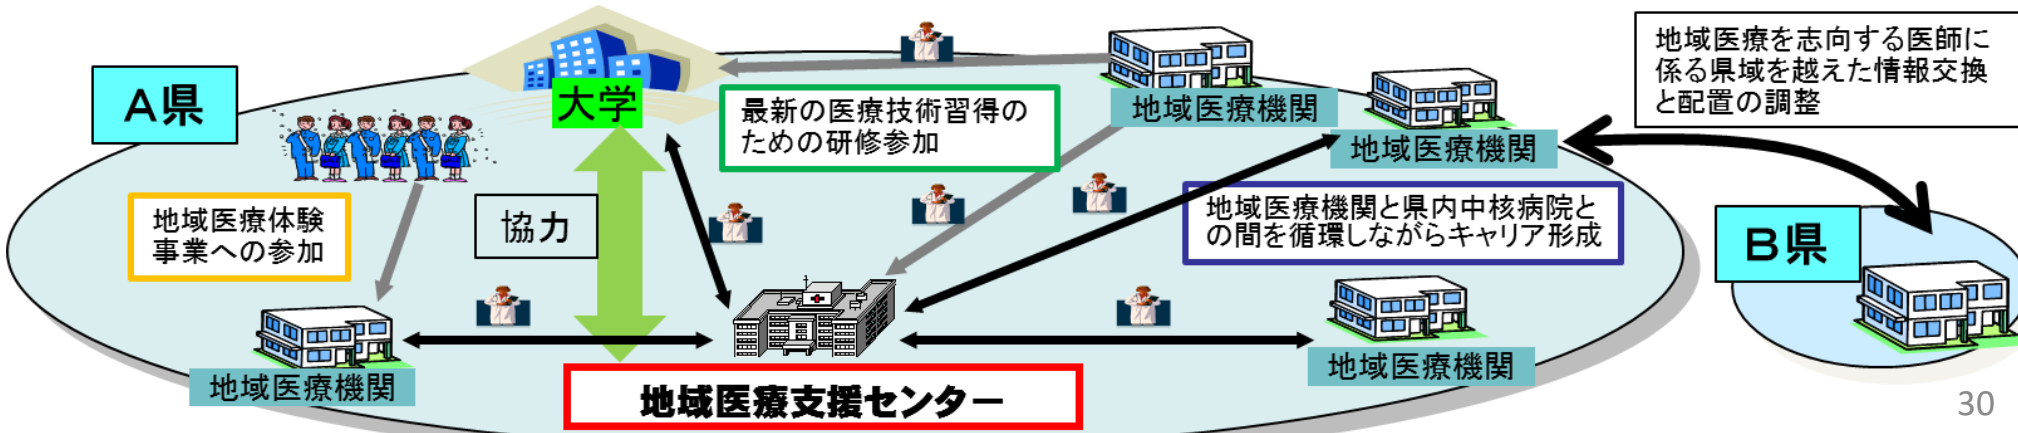 A県
大学
最新の医療技術習得の
ための研修参加
地域医療機関
地域医療機関
地域医療を志向する医師に
係る県域を越えた情報交換
と配置の調整
地域医療体験
事業への参加
協力
地域医療機関と県内中核病院と
の間を循環しながらキャリア形成
B県
地域医療機関
地域医療支援センター
地域医療機関
30